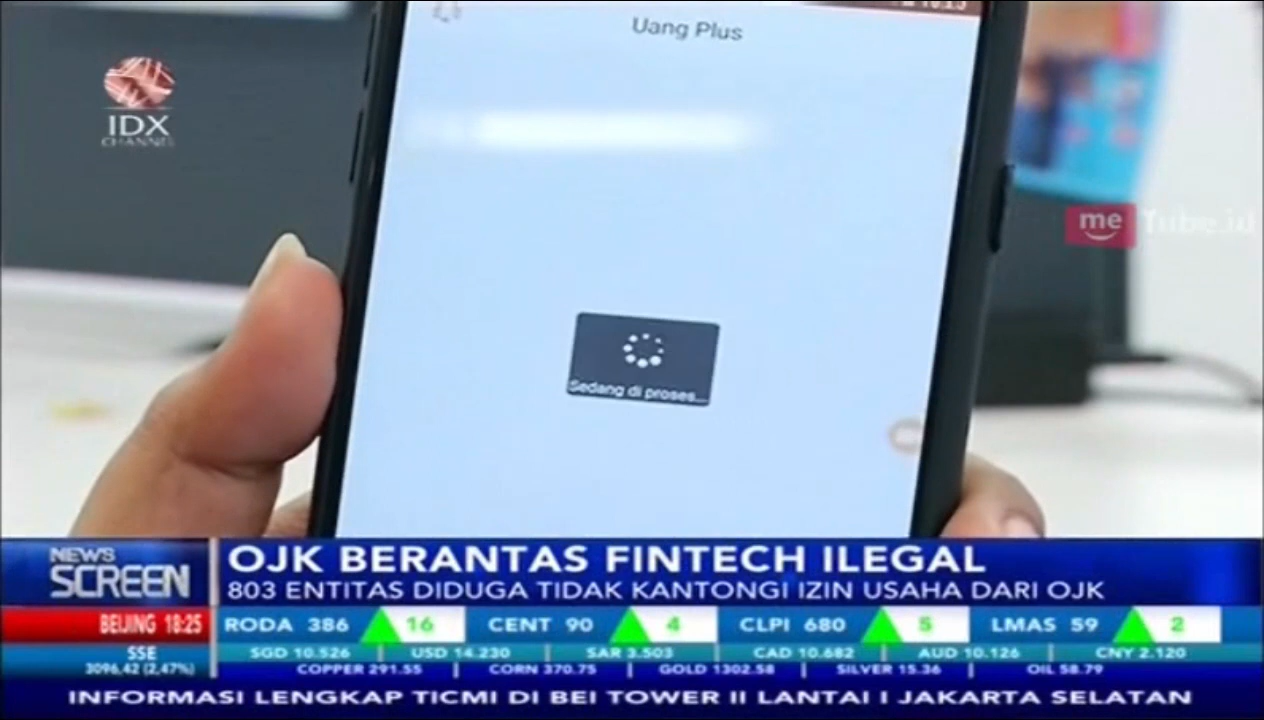 Uang Plus
IDX
CHANNEL
me Tube.id
Sedang di proses...
NEWS
SCREEN
OJK BERANTAS FINTECH ILEGAL
803 ENTITAS DIDUGA TIDAK KANTONGI IZIN USAHA DARI OJK
BEIJING 18:25
RODA 386 16 CENT 90 4 CLPI 680 5 LMAS 59 2
SSE
3096.42 (2,47%)
SGD 10.526 USD 14.230 SAR 3.503 CAD 10.682 AUD 10.126 CNY 2.120
COPPER 291.55 CORN 370.75 GOLD 1302.58 SILVER 15.36 OIL 58.79
INFORMASI LENGKAP TICMI DI BEI TOWER II LANTAI I JAKARTA SELATAN